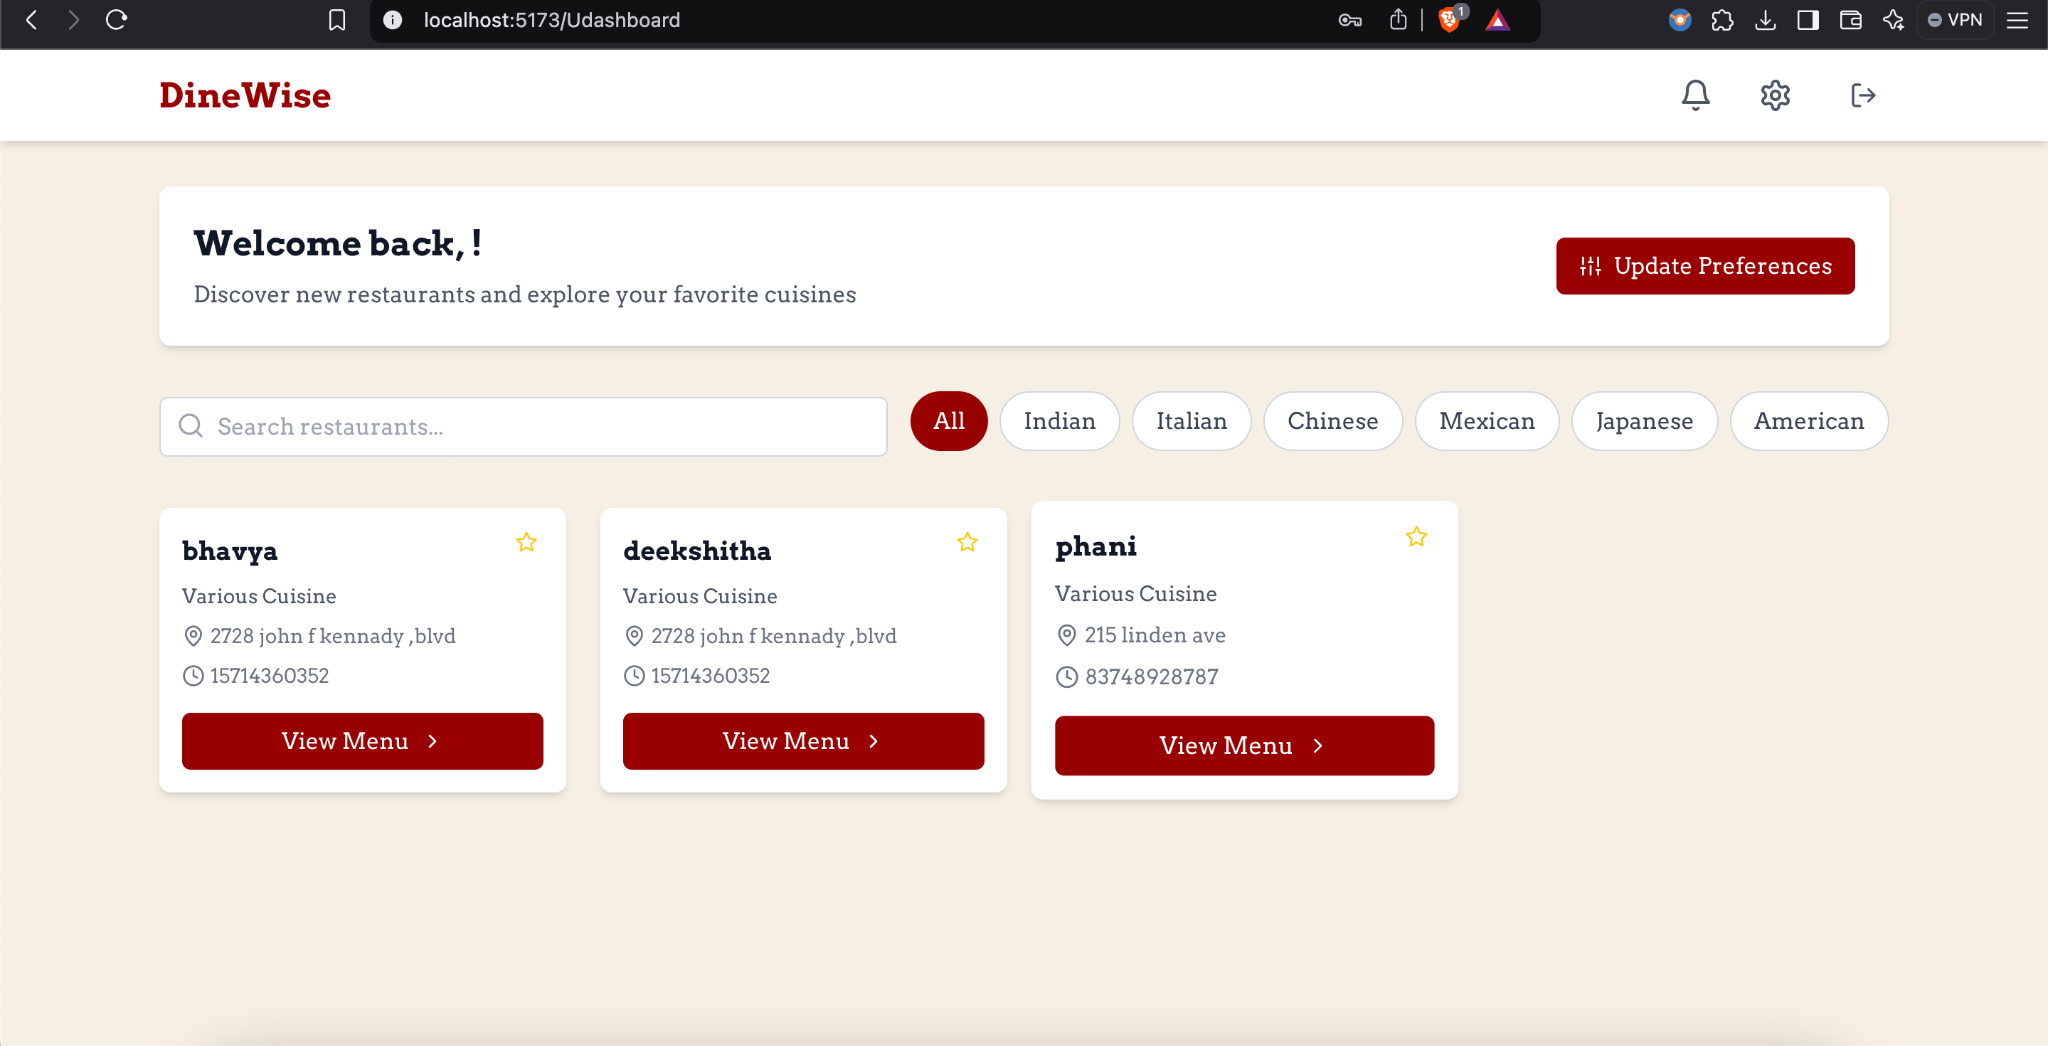 localhost:5173/Udashboard
1
VPN
DineWise
Welcome back, !
Discover new restaurants and explore your favorite cuisines
Update Preferences
Search restaurants...
All
Indian
Italian
Chinese
Mexican
Japanese
American
bhavya
Various Cuisine
2728 john f kennady ,blvd
15714360352
View Menu
deekshitha
Various Cuisine
2728 john f kennady ,blvd
15714360352
View Menu
phani
Various Cuisine
215 linden ave
83748928787
View Menu